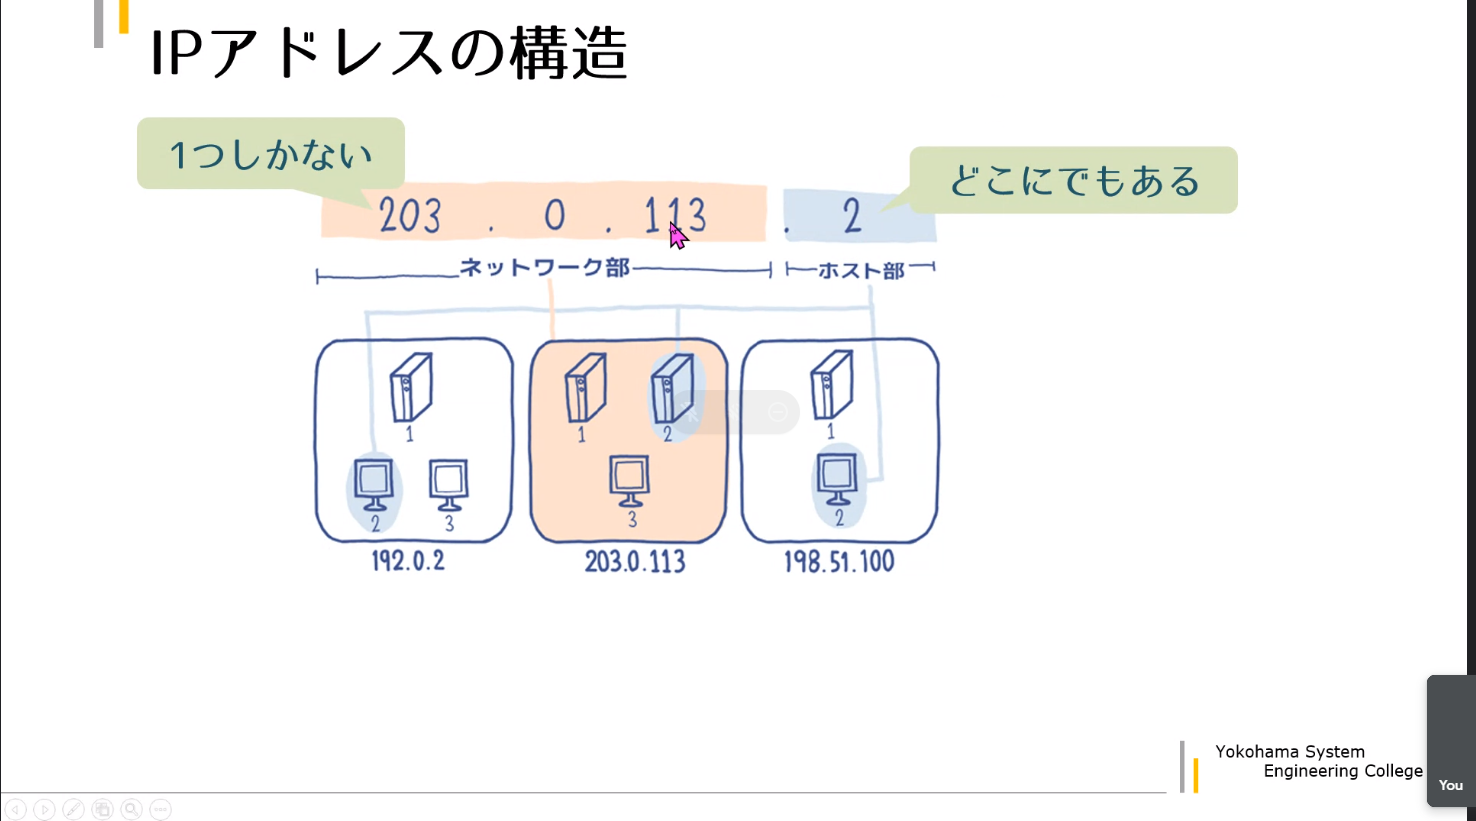 IPアドレスの構造
1つしかない
どこにでもある
203 . 0 . 113 . 2
ネットワーク部 ホスト部
1 1 2 1
2 3 3 2
192.0.2 203.0.113 198.51.100
Yokohama System
Engineering College
You